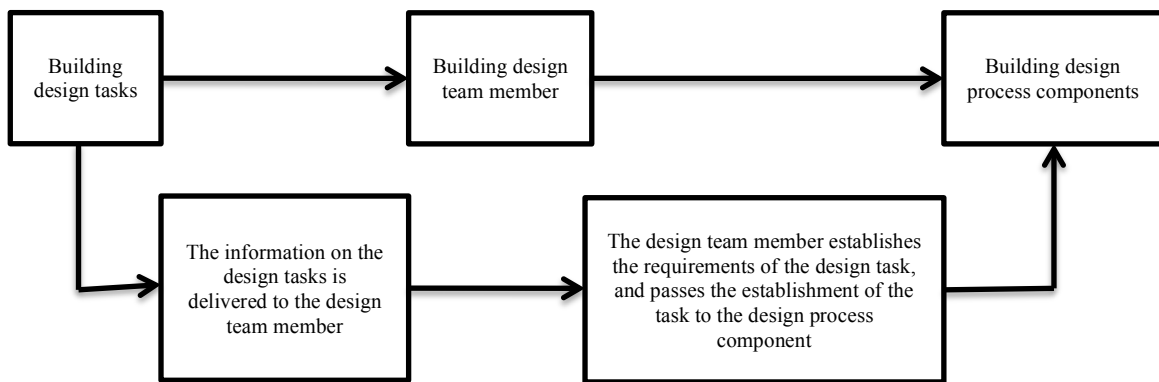 Building
design tasks
Building design
team member
Building design
process components
The information on the
design tasks is
delivered to the design
team member
The design team member establishes
the requirements of the design task,
and passes the establishment of the
task to the design process
component